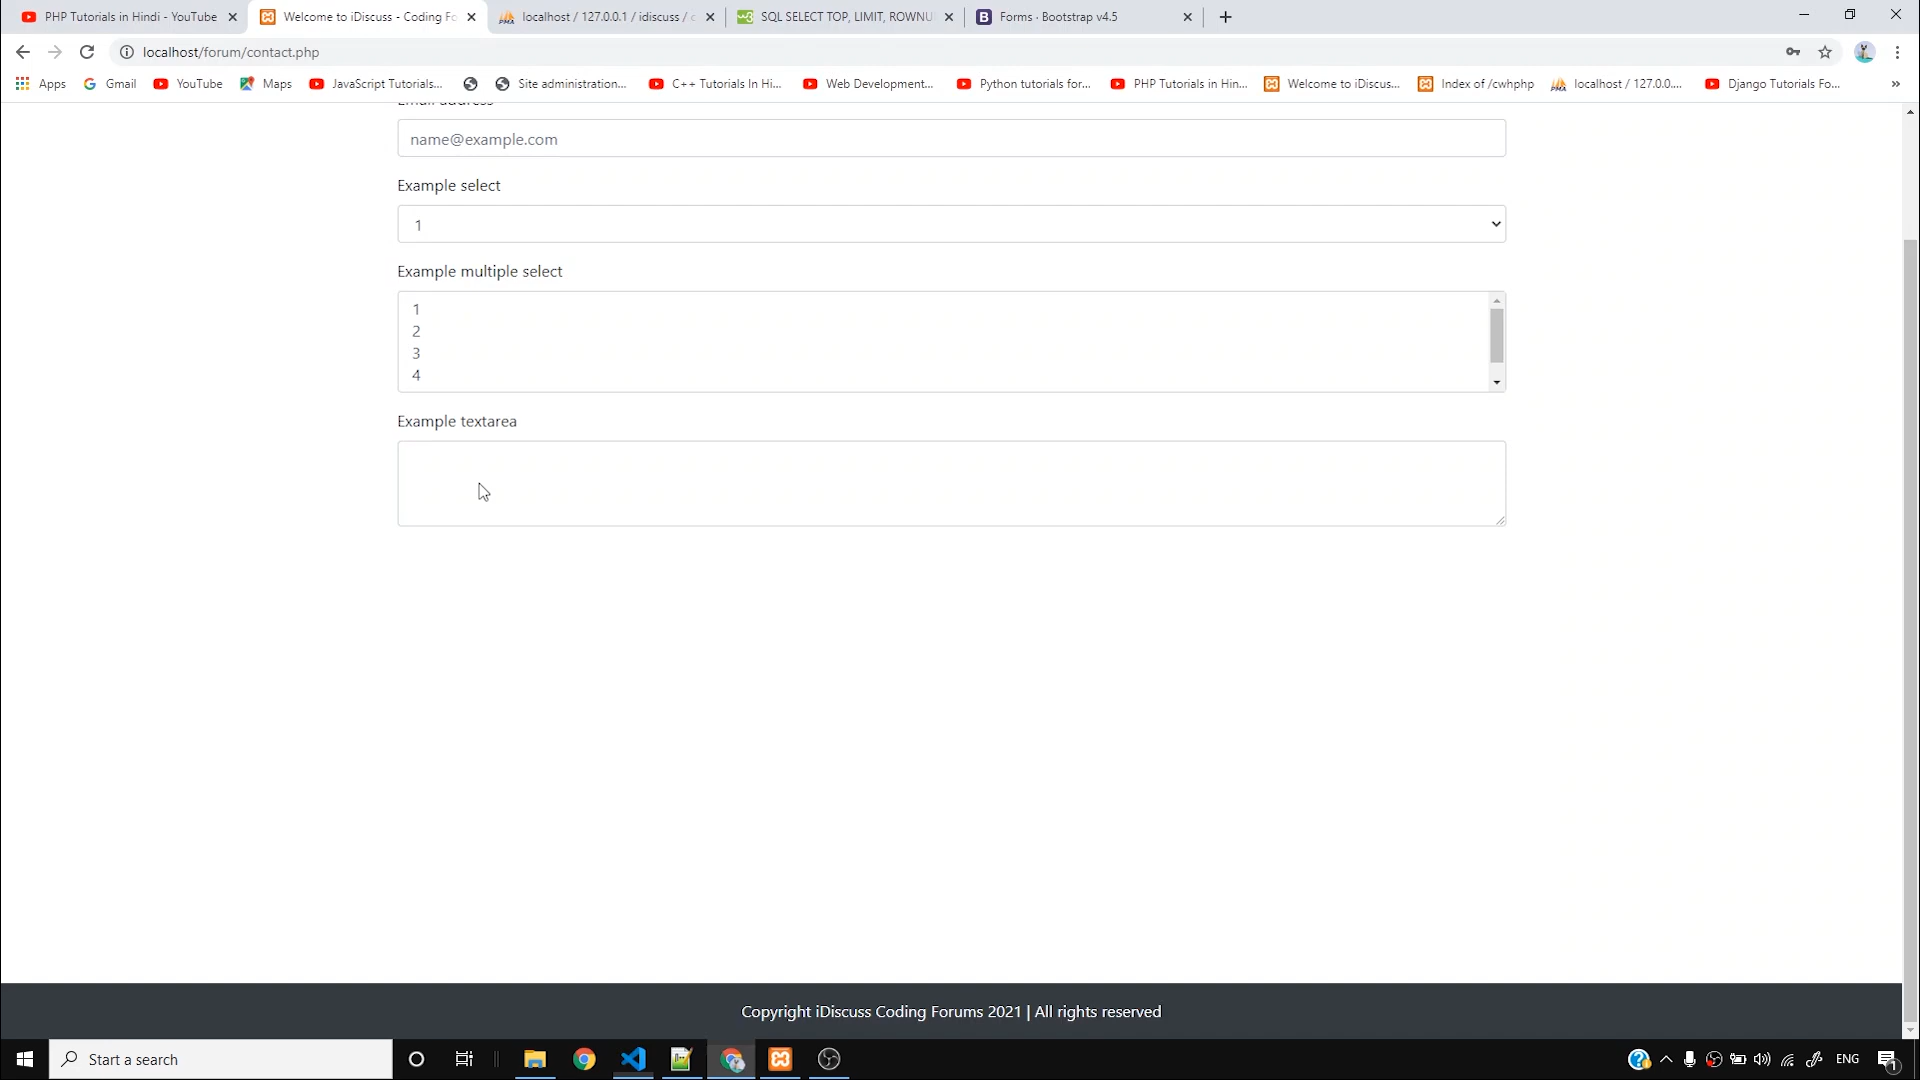 PHP Tutorials in Hindi - YouTube
Welcome to iDiscuss - Coding Fo
localhost / 127.0.0.1 / idiscuss / c
SQL SELECT TOP, LIMIT, ROWNU
Forms · Bootstrap v4.5
localhost/forum/contact.php
Apps
Gmail
YouTube
Maps
JavaScript Tutorials...
Site administration...
C++ Tutorials In Hi...
Web Development...
Python tutorials for...
PHP Tutorials in Hin...
Welcome to iDiscus...
Index of /cwhphp
localhost / 127.0.0....
Django Tutorials Fo...
»
Email address
name@example.com
Example select
1
Example multiple select
1
2
3
4
Example textarea
Copyright iDiscuss Coding Forums 2021 | All rights reserved
Start a search
ENG
1